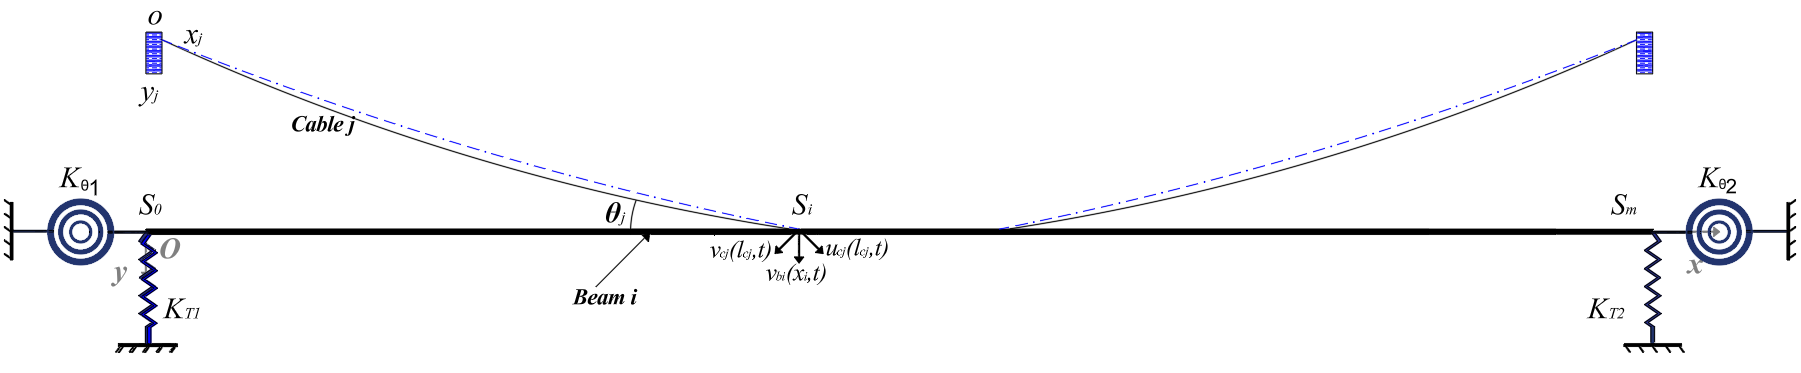 o
xj
yj
Cable j
Kθ1
Kθ2
S0
θj
Si
Sm
O
y
vcj(lcj,t)
ucj(lcj,t)
vbi(xi,t)
x
Beam i
KT1
KT2